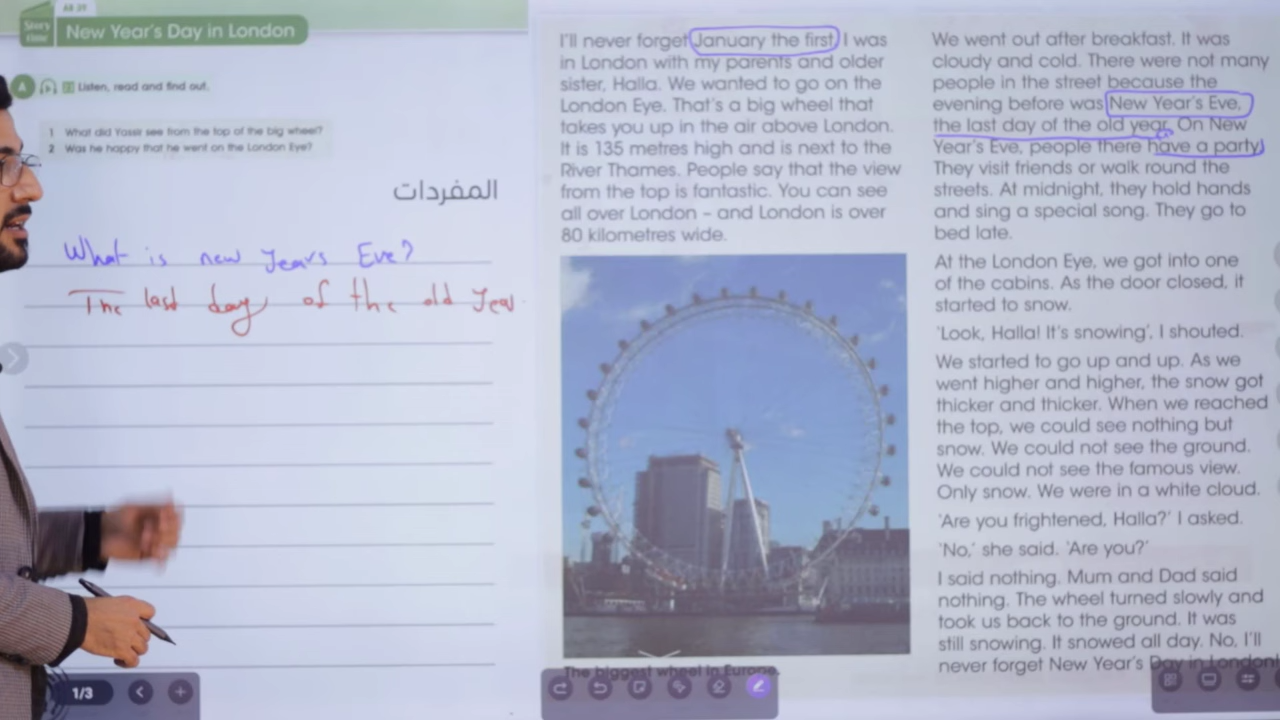 AB 39
Story time
New Year's Day in London
A
Listen, read and find out.
1 What did Yassir see from the top of the big wheel?
2 Was he happy that he went on the London Eye?
المفردات
What is new Years Eve?
The last day of the old Year
I'll never forget January the first. I was
in London with my parents and older
sister, Halla. We wanted to go on the
London Eye. That's a big wheel that
takes you up in the air above London.
It is 135 metres high and is next to the
River Thames. People say that the view
from the top is fantastic. You can see
all over London – and London is over
80 kilometres wide.
The biggest wheel in Europe.
We went out after breakfast. It was
cloudy and cold. There were not many
people in the street because the
evening before was New Year's Eve,
the last day of the old year. On New
Year's Eve, people there have a party.
They visit friends or walk round the
streets. At midnight, they hold hands
and sing a special song. They go to
bed late.
At the London Eye, we got into one
of the cabins. As the door closed, it
started to snow.
'Look, Halla! It's snowing', I shouted.
We started to go up and up. As we
went higher and higher, the snow got
thicker and thicker. When we reached
the top, we could see nothing but
snow. We could not see the ground.
We could not see the famous view.
Only snow. We were in a white cloud.
'Are you frightened, Halla?' I asked.
'No,' she said. 'Are you?'
I said nothing. Mum and Dad said
nothing. The wheel turned slowly and
took us back to the ground. It was
still snowing. It snowed all day. No, I'll
never forget New Year's Day in London!
1/3